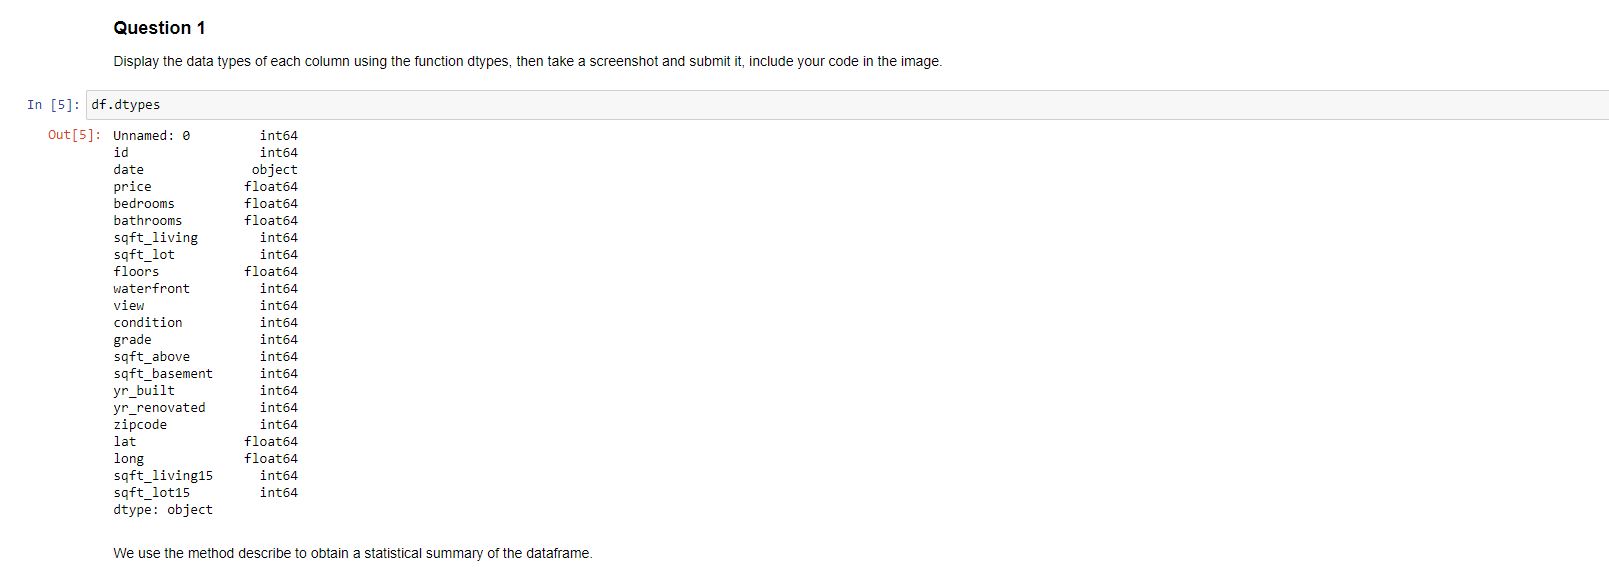 Question 1
Display the data types of each column using the function dtypes, then take a screenshot and submit it, include your code in the image.
In [5]: df.dtypes
Out[5]: Unnamed: 0 int64
id int64
date object
price float64
bedrooms float64
bathrooms float64
sqft_living int64
sqft_lot int64
floors float64
waterfront int64
view int64
condition int64
grade int64
sqft_above int64
sqft_basement int64
yr_built int64
yr_renovated int64
zipcode int64
lat float64
long float64
sqft_living15 int64
sqft_lot15 int64
dtype: object
We use the method describe to obtain a statistical summary of the dataframe.